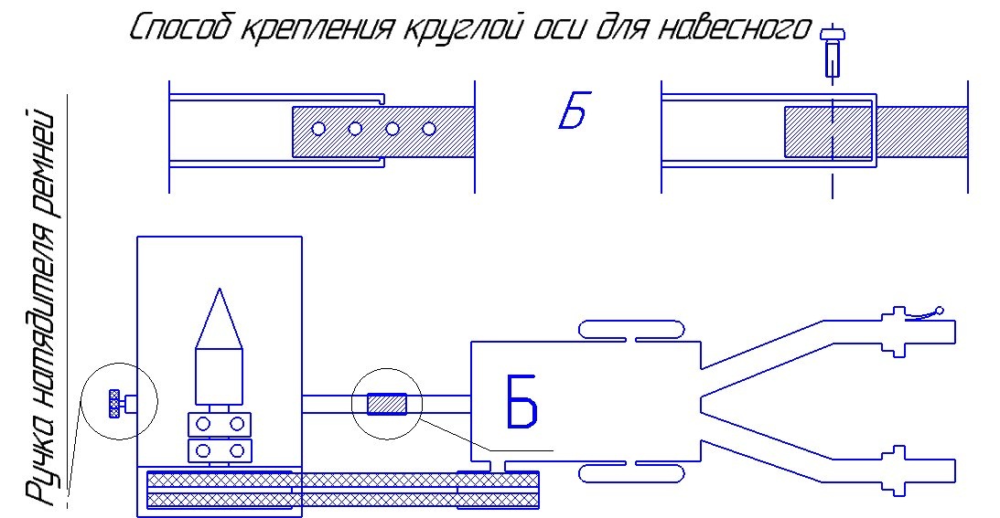 Способ крепления круглой оси для навесного
Б
Ручка натядителя ремней
Б